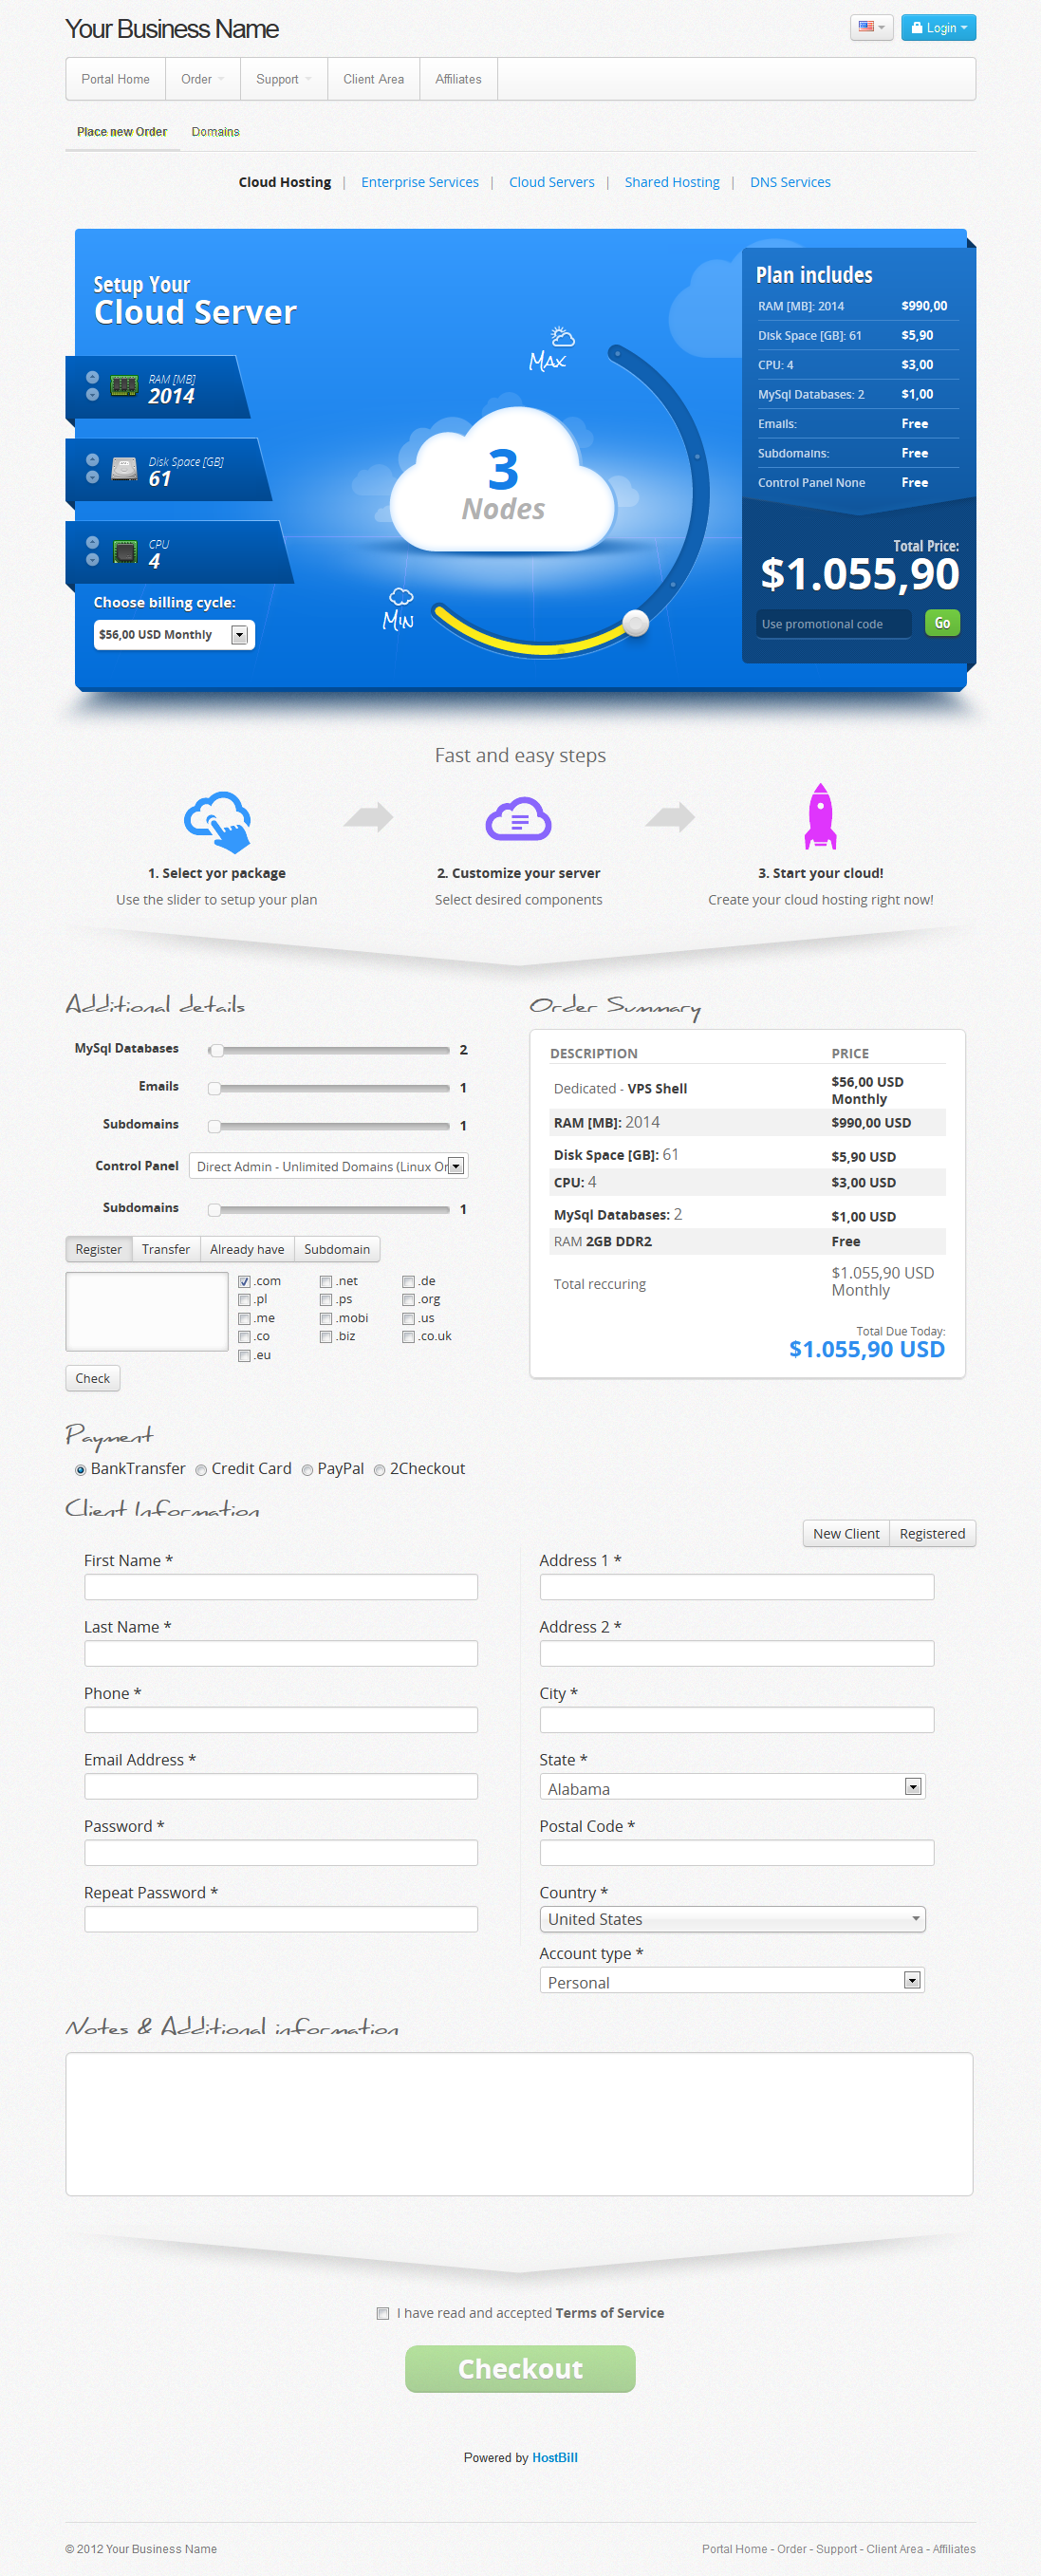 Your Business Name
Login
Portal Home Order Support Client Area Affiliates
Place new Order Domains
Cloud Hosting | Enterprise Services | Cloud Servers | Shared Hosting | DNS Services
Setup Your
Cloud Server
RAM [MB]
2014
Disk Space [GB]
61
CPU
4
Choose billing cycle:
$56,00 USD Monthly
Max
3
Nodes
Min
Plan includes
RAM [MB]: 2014 $990,00
Disk Space [GB]: 61 $5,90
CPU: 4 $3,00
MySql Databases: 2 $1,00
Emails: Free
Subdomains: Free
Control Panel None Free
Total Price:
$1.055,90
Use promotional code Go
Fast and easy steps
1. Select yor package
Use the slider to setup your plan
2. Customize your server
Select desired components
3. Start your cloud!
Create your cloud hosting right now!
Additional details
MySql Databases 2
Emails 1
Subdomains 1
Control Panel Direct Admin - Unlimited Domains (Linux Or
Subdomains 1
Register Transfer Already have Subdomain
.com .net .de
.pl .ps .org
.me .mobi .us
.co .biz .co.uk
.eu
Check
Order Summary
DESCRIPTION PRICE
Dedicated - VPS Shell $56,00 USD
Monthly
RAM [MB]: 2014 $990,00 USD
Disk Space [GB]: 61 $5,90 USD
CPU: 4 $3,00 USD
MySql Databases: 2 $1,00 USD
RAM 2GB DDR2 Free
Total reccuring $1.055,90 USD
Monthly
Total Due Today:
$1.055,90 USD
Payment
BankTransfer Credit Card PayPal 2Checkout
Client Information
New Client Registered
First Name *
Last Name *
Phone *
Email Address *
Password *
Repeat Password *
Address 1 *
Address 2 *
City *
State *
Alabama
Postal Code *
Country *
United States
Account type *
Personal
Notes & Additional information
I have read and accepted Terms of Service
Checkout
Powered by HostBill
© 2012 Your Business Name
Portal Home - Order - Support - Client Area - Affiliates